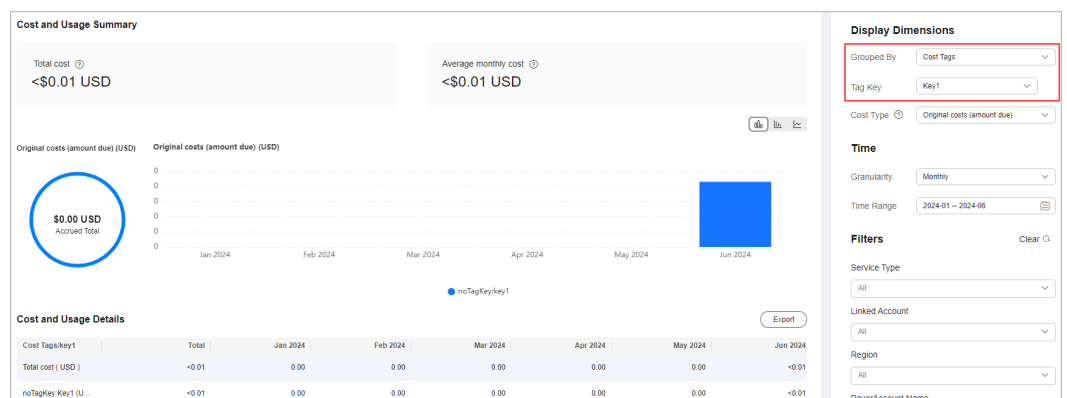 Cost and Usage Summary
Total cost ?
<$0.01 USD
Average monthly cost ?
<$0.01 USD
Original costs (amount due) (USD)
Original costs (amount due) (USD)
$0.00 USD
Accrued Total
0
0
0
0
0
0
Jan 2024 Feb 2024 Mar 2024 Apr 2024 May 2024 Jun 2024
noTagKey:key1
Cost and Usage Details
Export
Cost Tags/key1 Total Jan 2024 Feb 2024 Mar 2024 Apr 2024 May 2024 Jun 2024
Total cost ( USD ) <0.01 0.00 0.00 0.00 0.00 0.00 <0.01
noTagKey:Key1 (U... <0.01 0.00 0.00 0.00 0.00 0.00 <0.01
Display Dimensions
Grouped By Cost Tags
Tag Key Key1
Cost Type ? Original costs (amount due)
Time
Granularity Monthly
Time Range 2024-01 – 2024-06
Filters Clear
Service Type
All
Linked Account
All
Region
All
PayerAccount Name